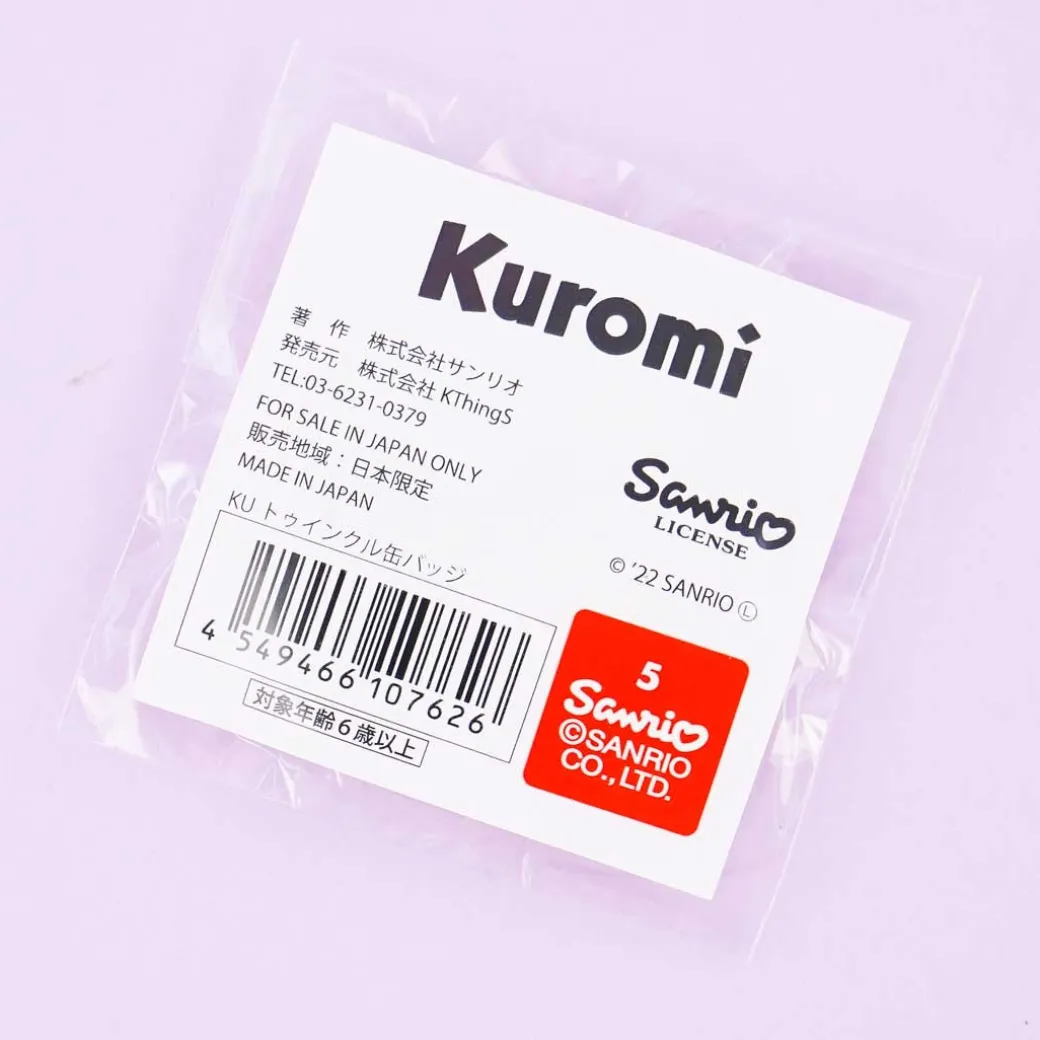 Kuromi
著 作 株式会社サンリオ
発売元 株式会社 KThingS
TEL:03-6231-0379
FOR SALE IN JAPAN ONLY
販売地域:日本限定
MADE IN JAPAN
KU トゥインクル缶バッジ
4 549466 107626
対象年齢6歳以上
Sanrio
LICENSE
© '22 SANRIO Ⓛ
5
Sanrio
©SANRIO
CO.,LTD.